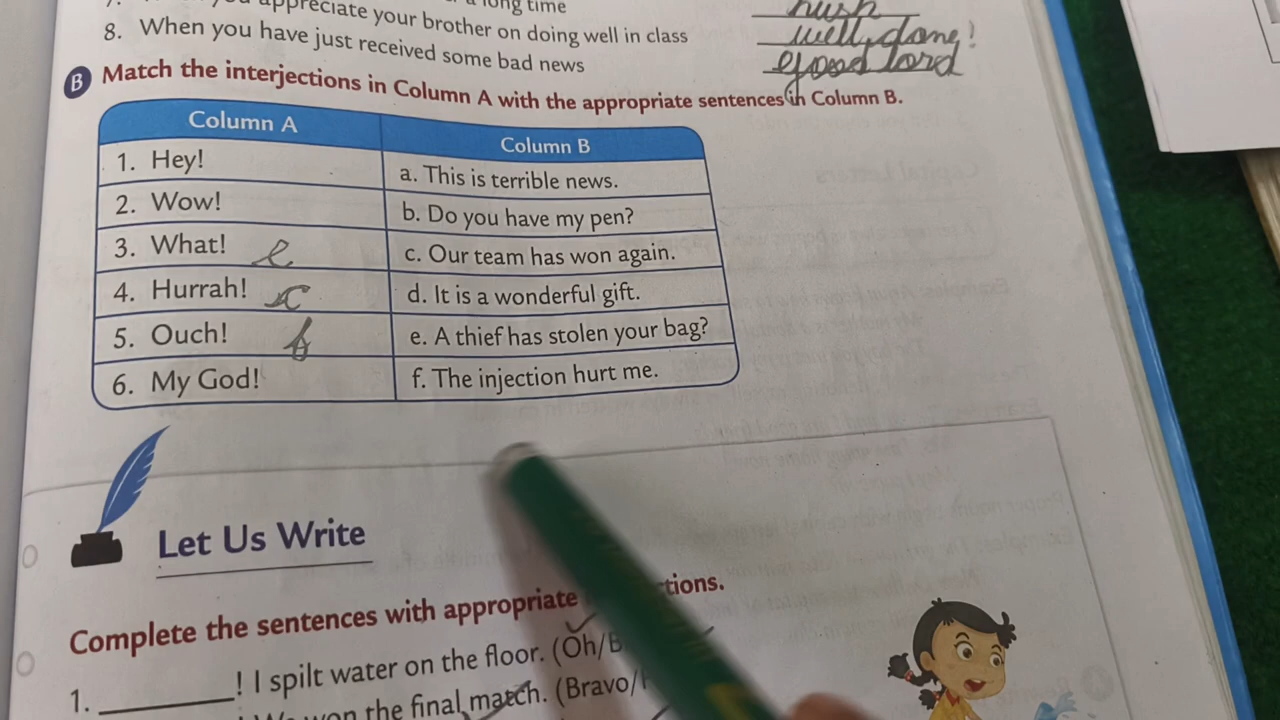 appreciate your brother on doing well in class
long time
hush
8. When you have just received some bad news
well, done!
good lord
B Match the interjections in Column A with the appropriate sentences in Column B.
Column A
Column B
1. Hey!
a. This is terrible news.
2. Wow!
b. Do you have my pen?
3. What! e
c. Our team has won again.
4. Hurrah! c
d. It is a wonderful gift.
5. Ouch! f
e. A thief has stolen your bag?
6. My God!
f. The injection hurt me.
Let Us Write
Complete the sentences with appropriate
1. ! I spilt water on the floor. (Oh/
won the final match. (Bravo/